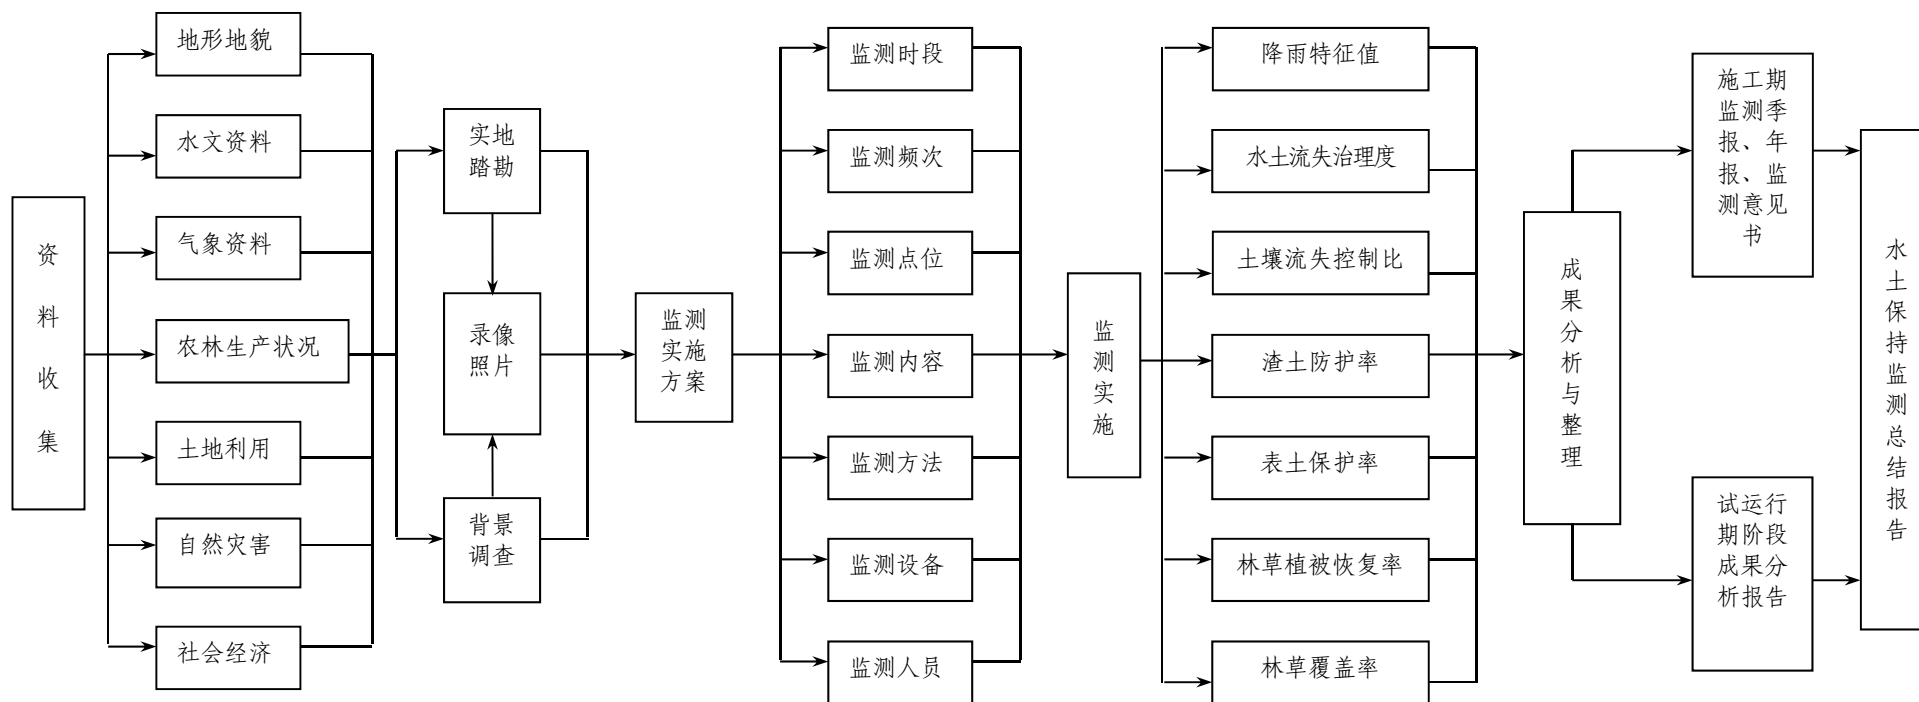 资
料
收
集
地形地貌
水文资料
气象资料
农林生产状况
土地利用
自然灾害
社会经济
实地
踏勘
录像
照片
背景
调查
监测
实施
方案
监测时段
监测频次
监测点位
监测内容
监测方法
监测设备
监测人员
监
测
实
施
降雨特征值
水土流失治理度
土壤流失控制比
渣土防护率
表土保护率
林草植被恢复率
林草覆盖率
成
果
分
析
与
整
理
施工期
监测季
报、年
报、监
测意见
书
试运行
期阶段
成果分
析报告
水
土
保
持
监
测
总
结
报
告